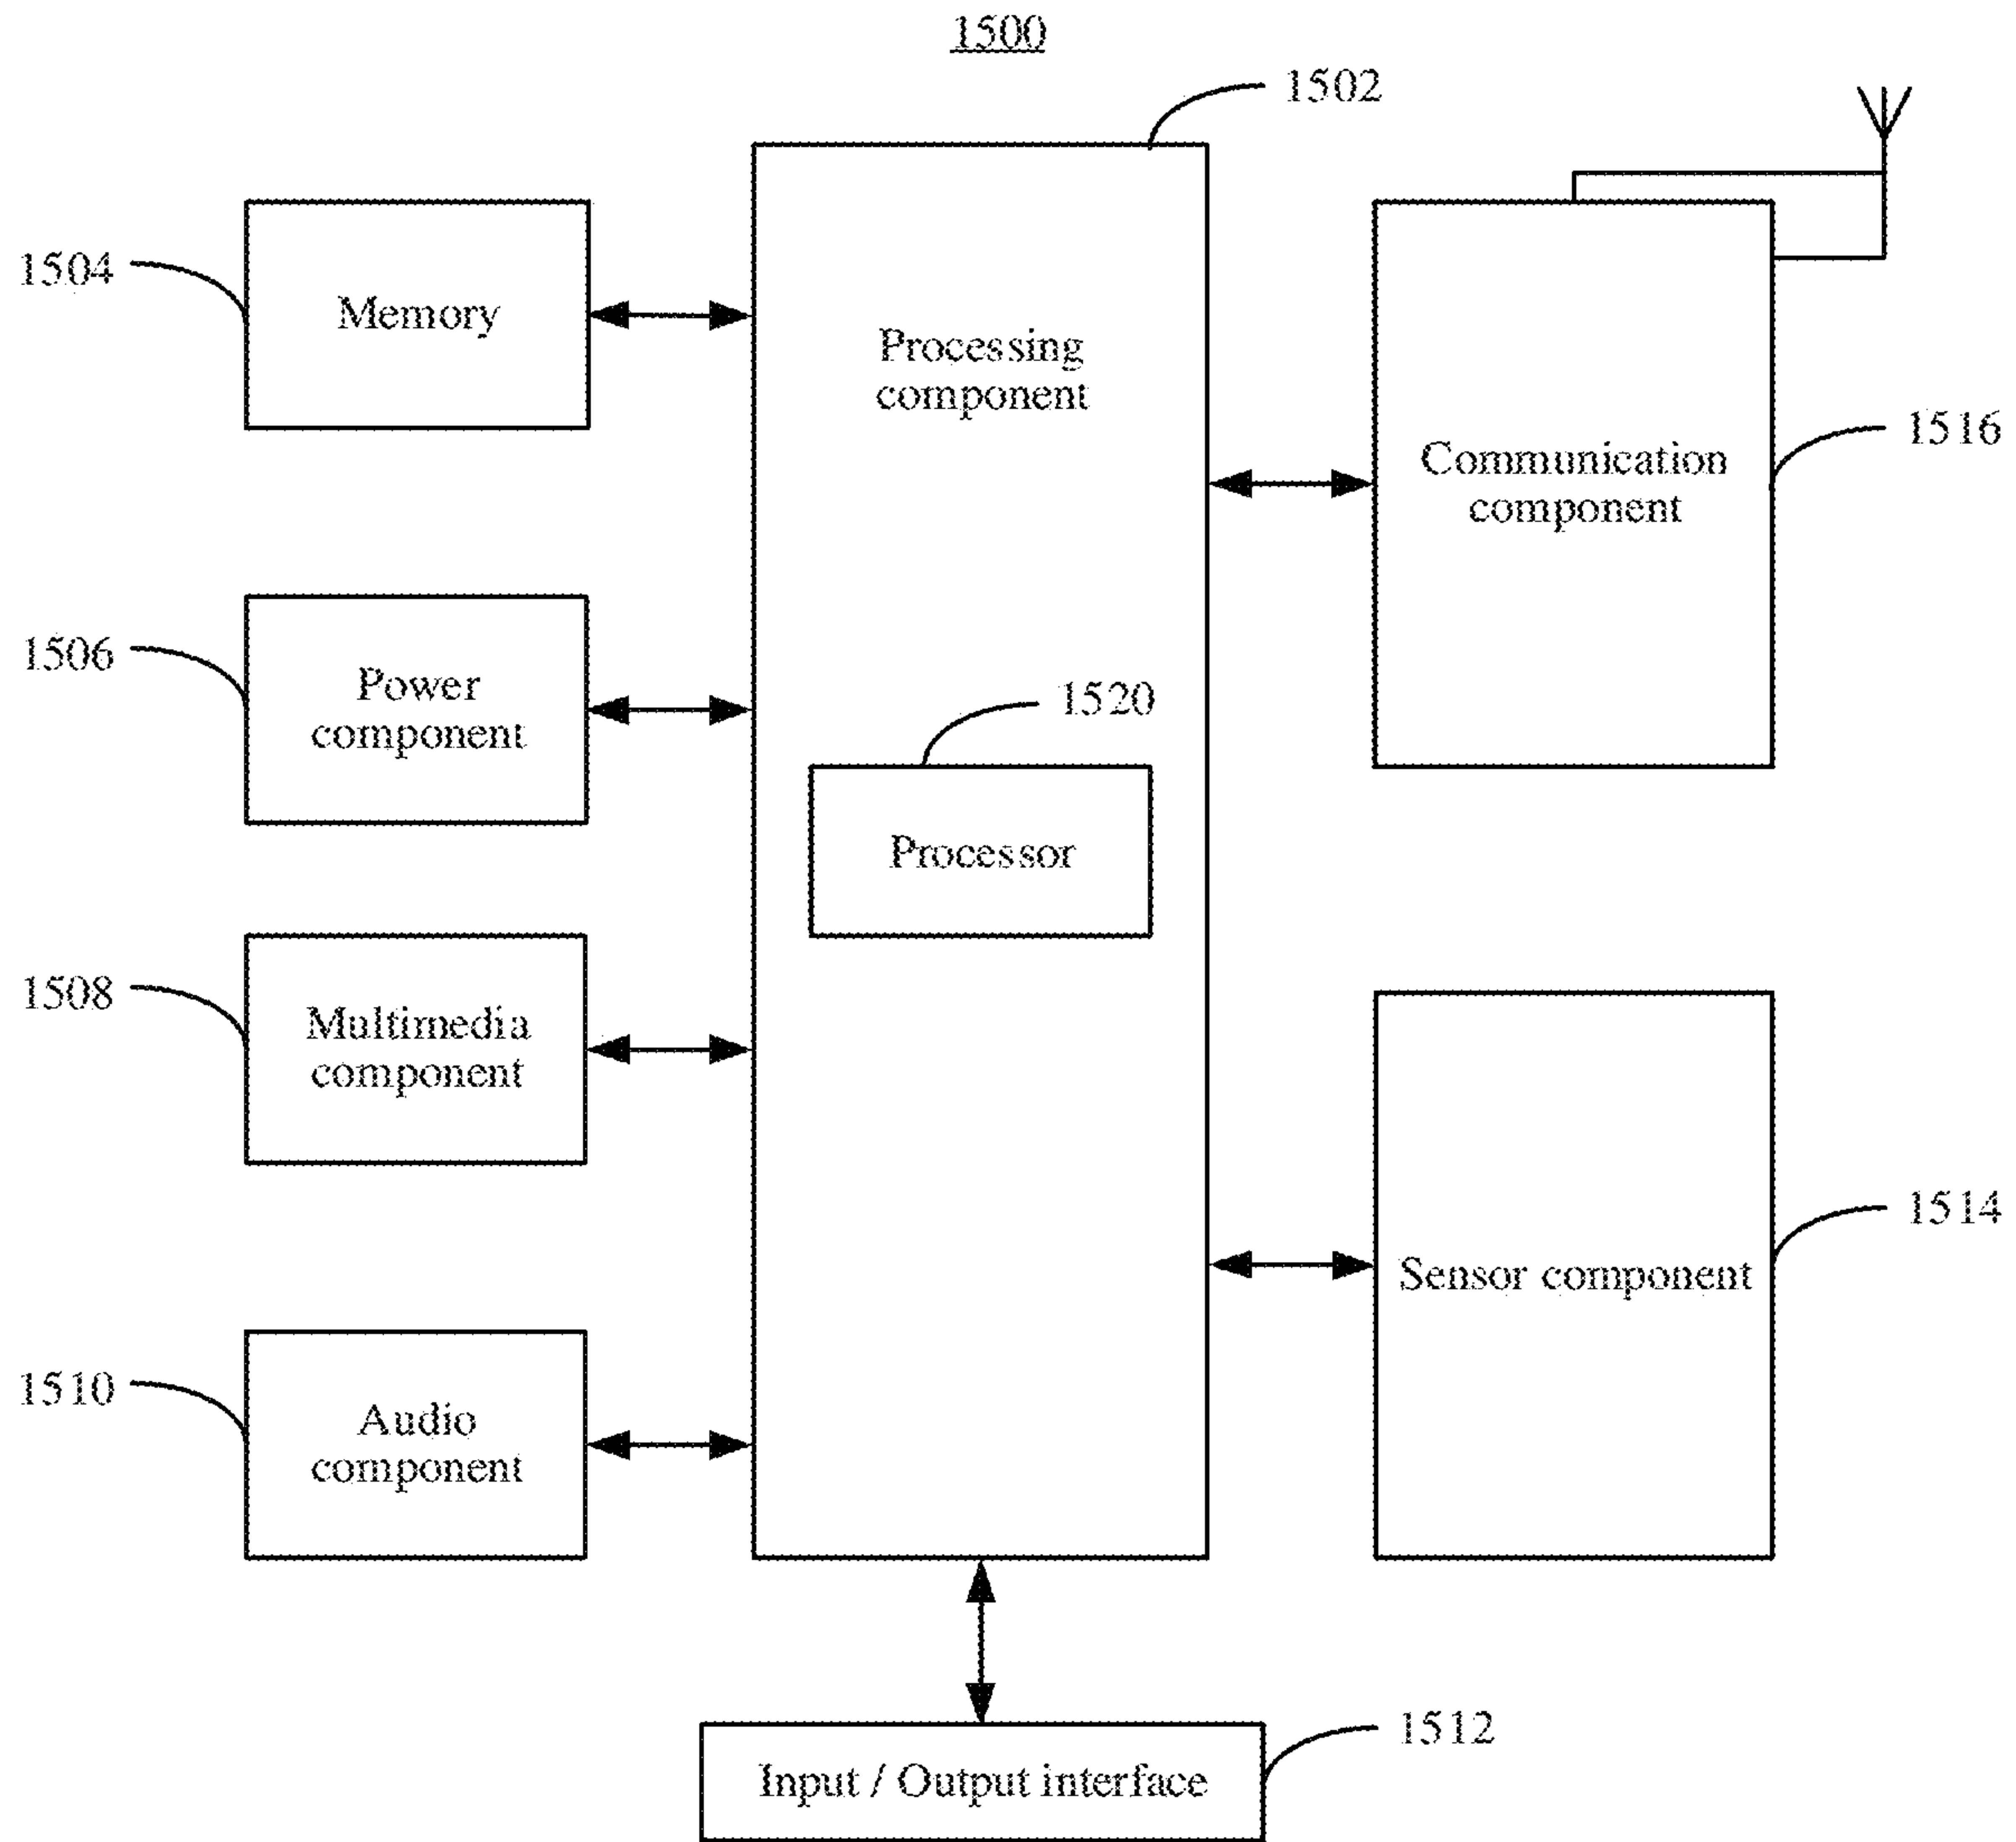 1500
1502
1504
Memory
Processing
component
Communication
component
1516
1506
Power
component
1520
Processor
1508
Multimedia
component
1514
Sensor component
1510
Audio
component
1512
Input / Output interface